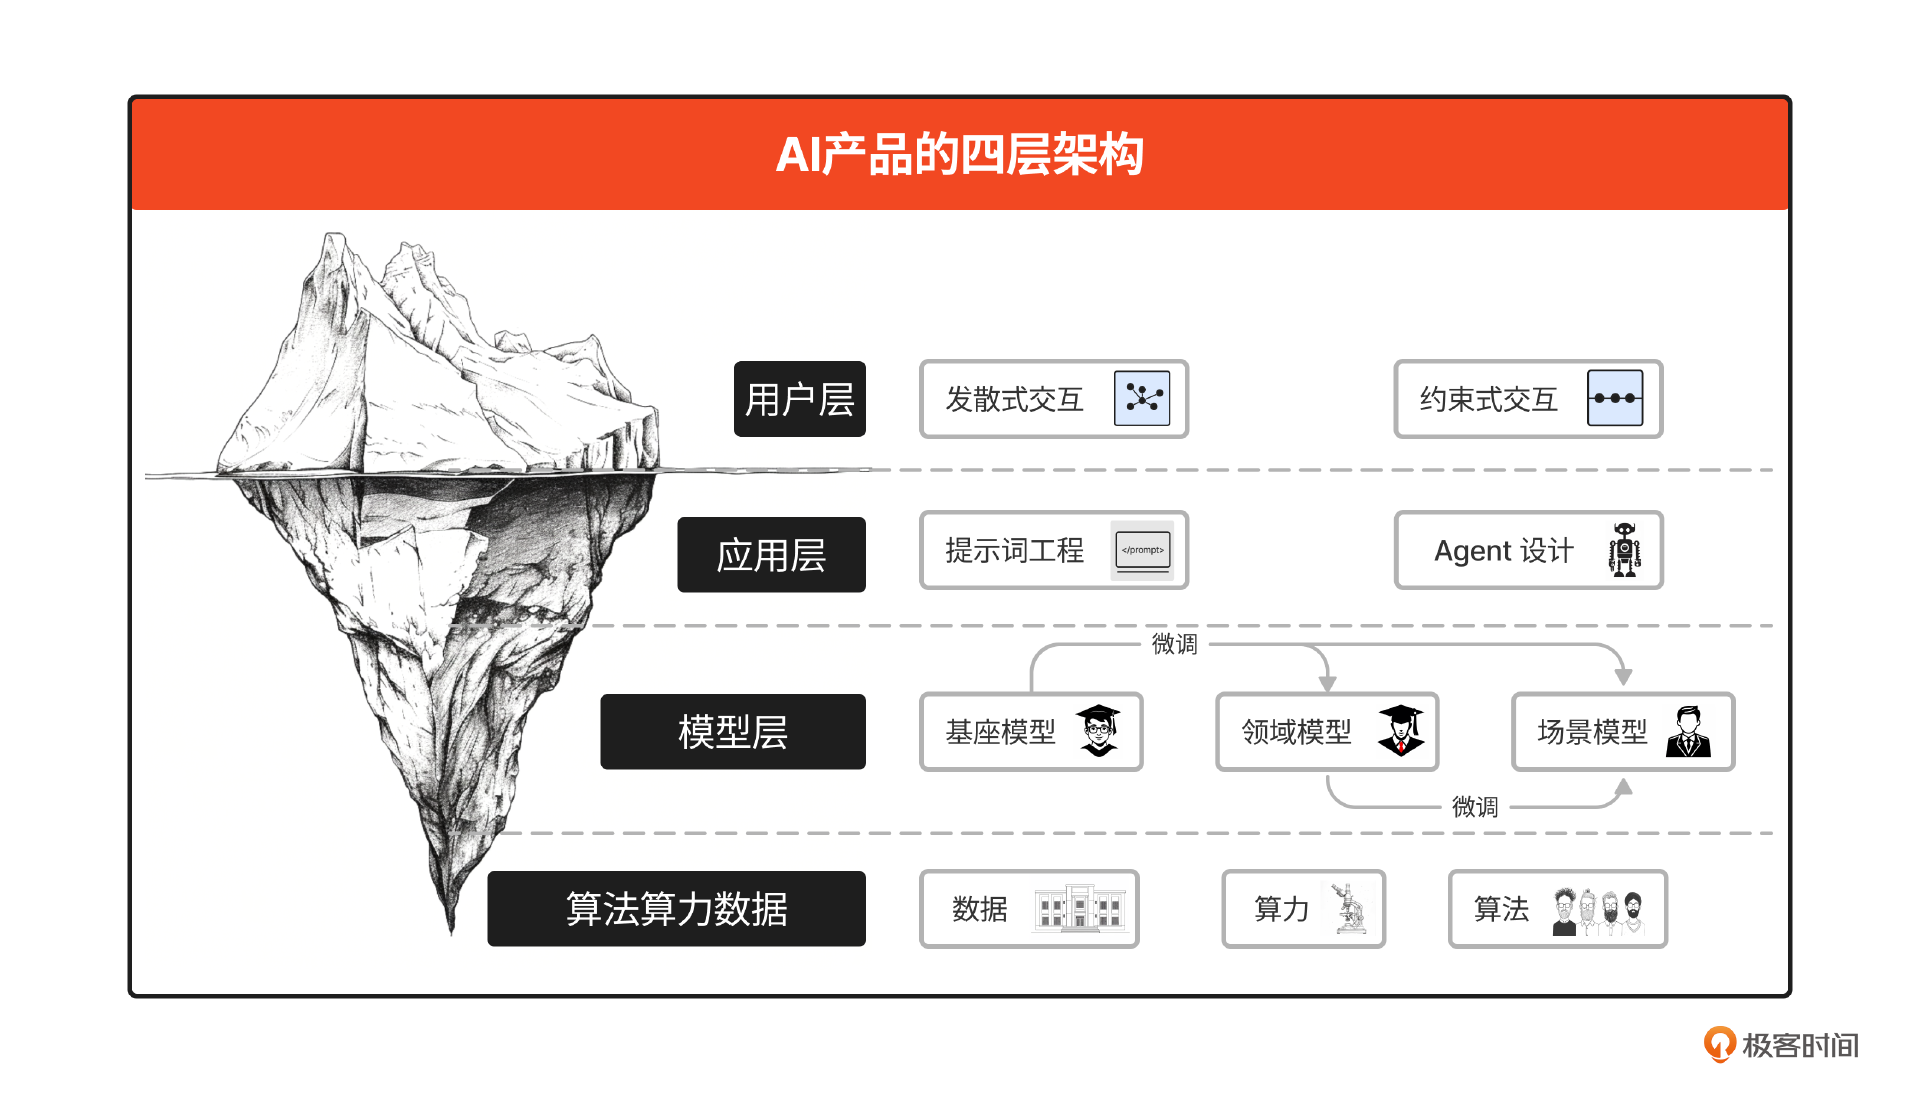 AI产品的四层架构
用户层
发散式交互
约束式交互
应用层
提示词工程
</prompt>
Agent 设计
微调
模型层
基座模型
领域模型
场景模型
微调
算法算力数据
数据
算力
算法
极客时间